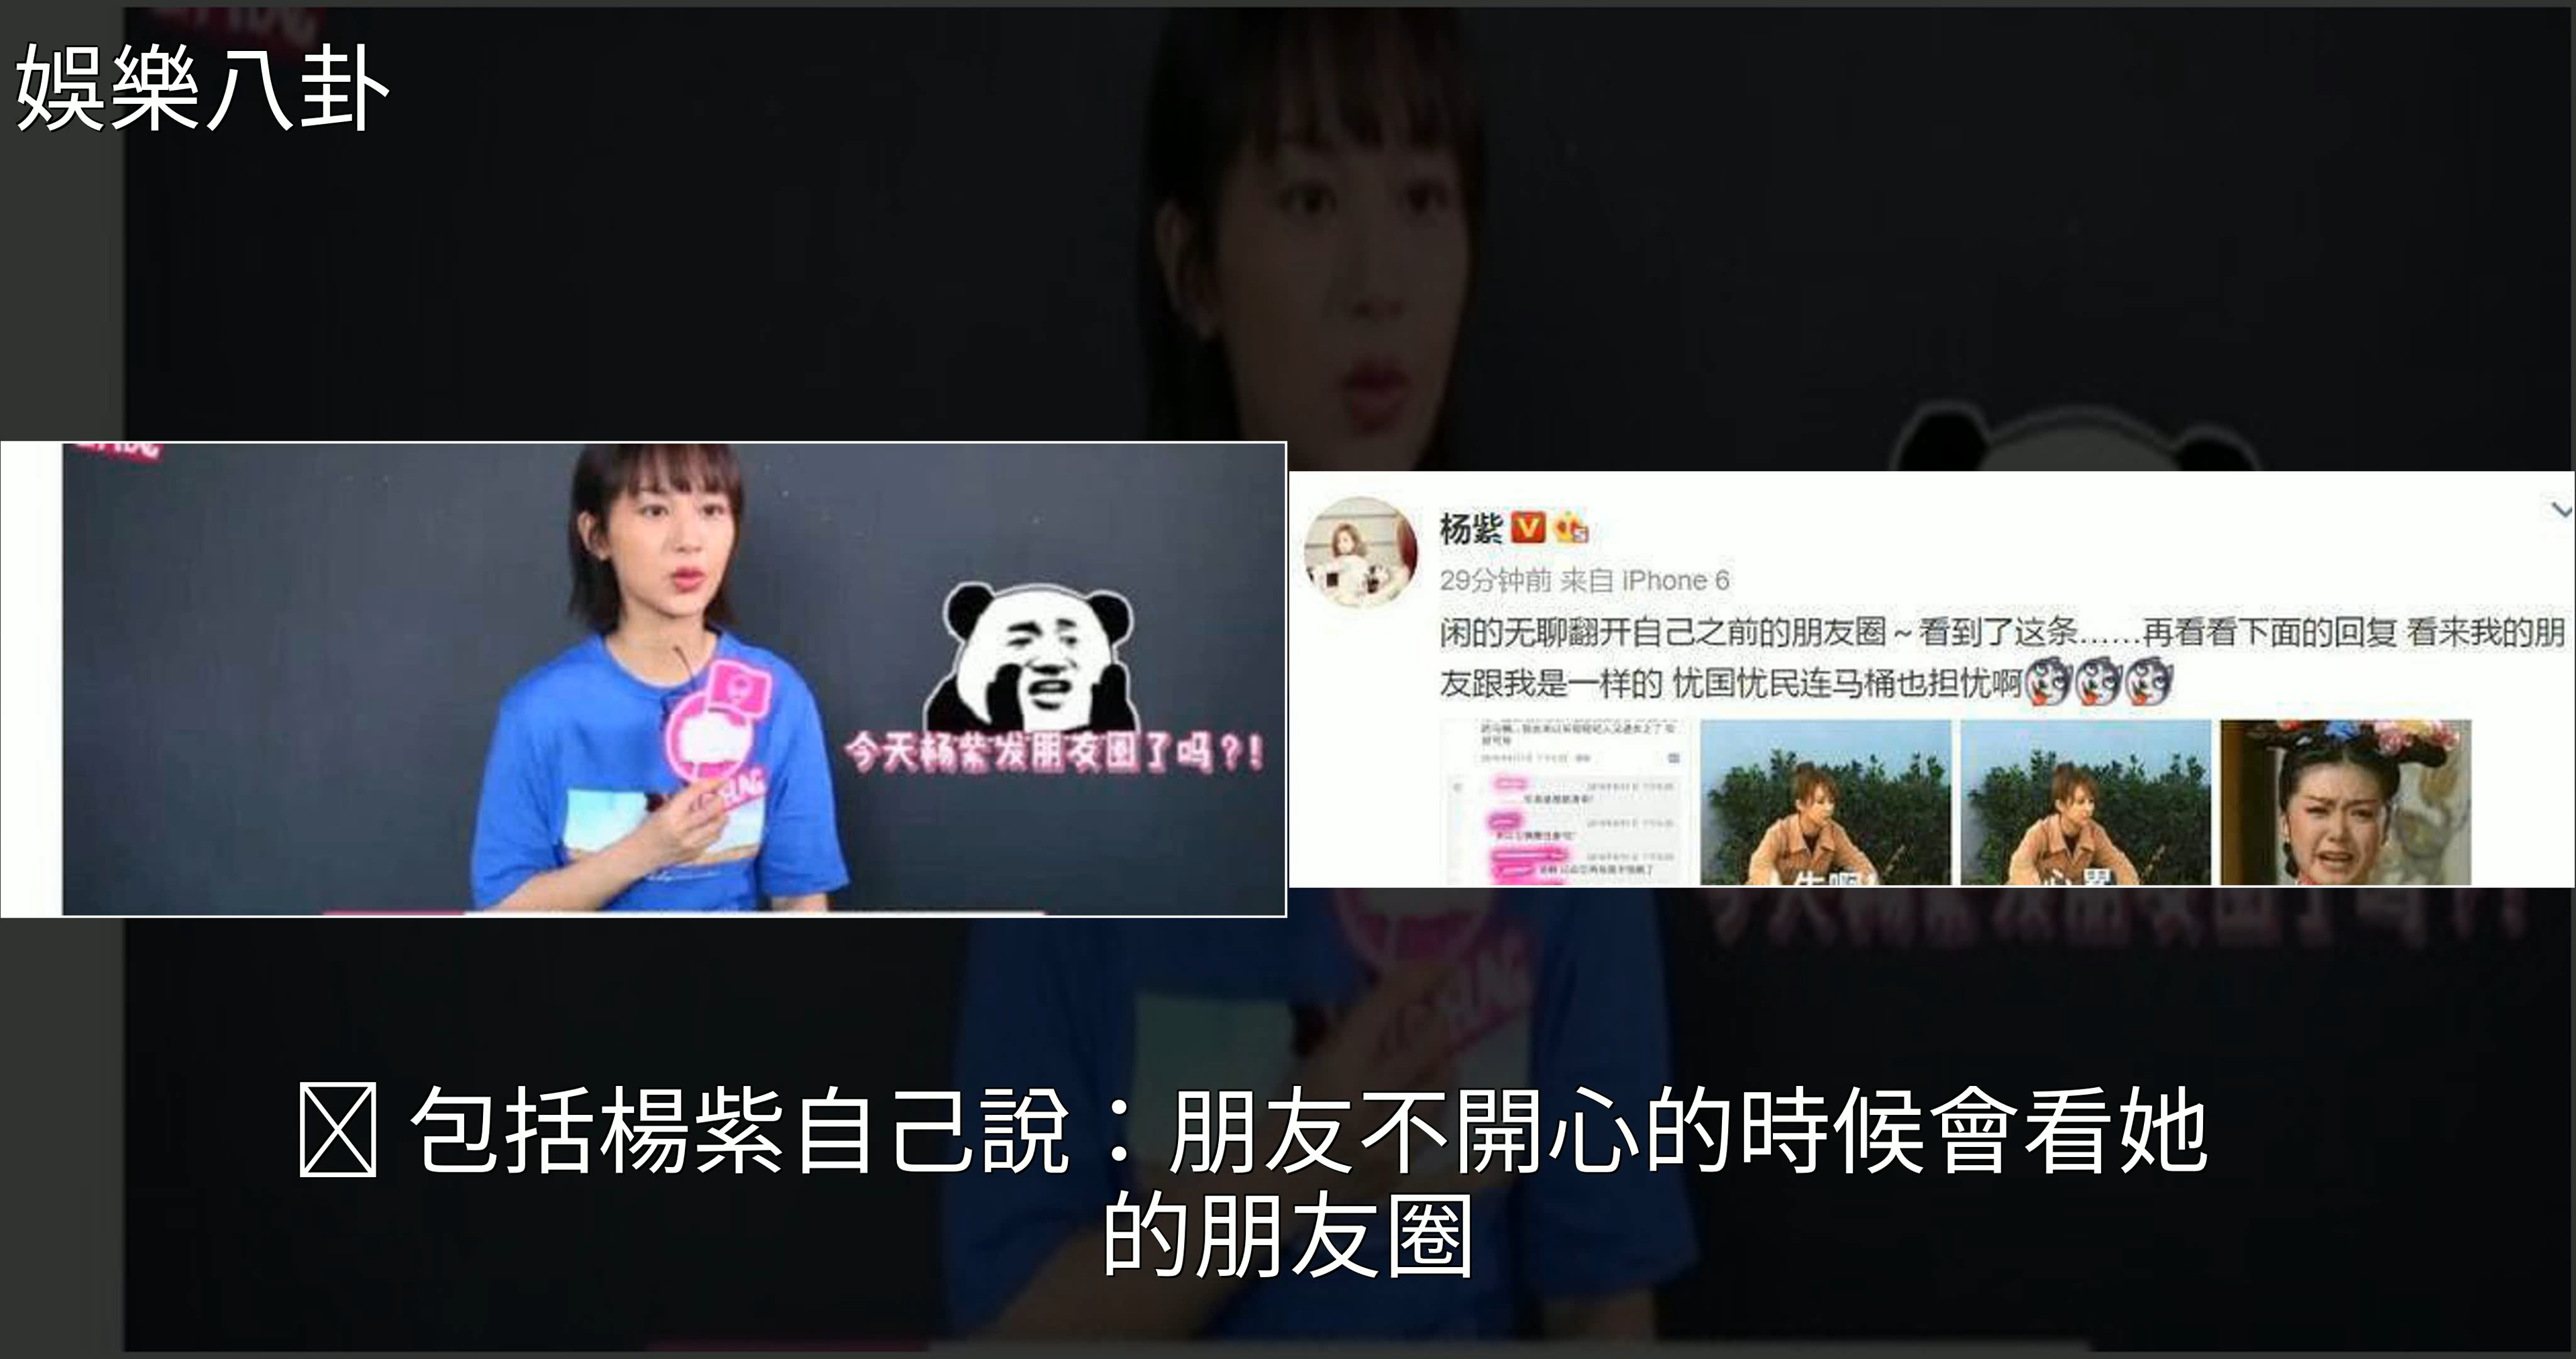 娛樂八卦
今天杨紫发朋友圈了吗？！
杨紫
29分钟前 来自 iPhone 6
闲的无聊翻开自己之前的朋友圈～看到了这条……再看看下面的回复 看来我的朋
友跟我是一样的 忧国忧民连马桶也担忧啊
包括楊紫自己說：朋友不開心的時候會看她
的朋友圈